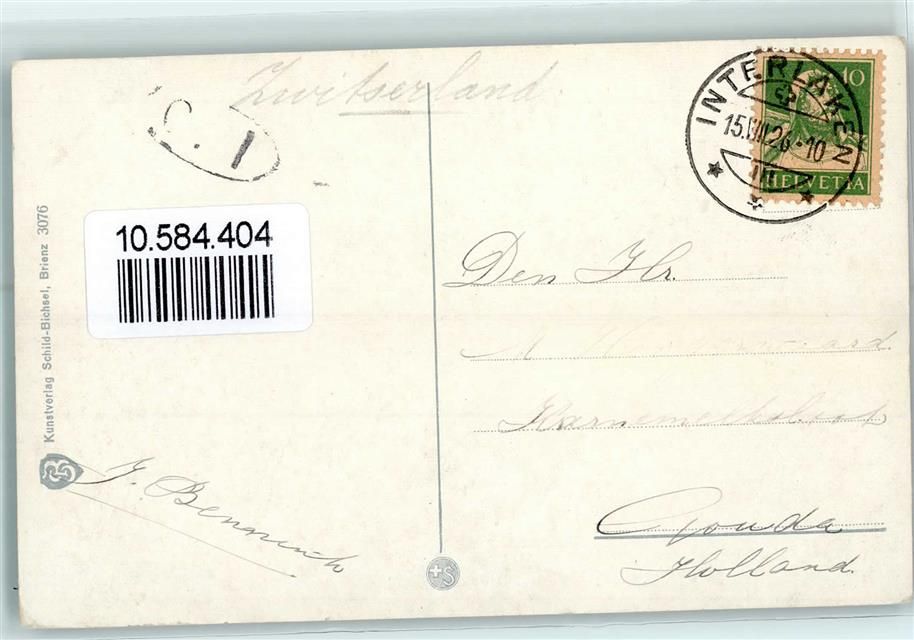 Zwitserland
C. 1
INTERLAKEN
15.VIII.26.-10
10
HELVETIA
10.584.404
Den Hr.
Gouda
Holland.
J.
Kunstverlag Schild-Bichsel, Brienz 3076